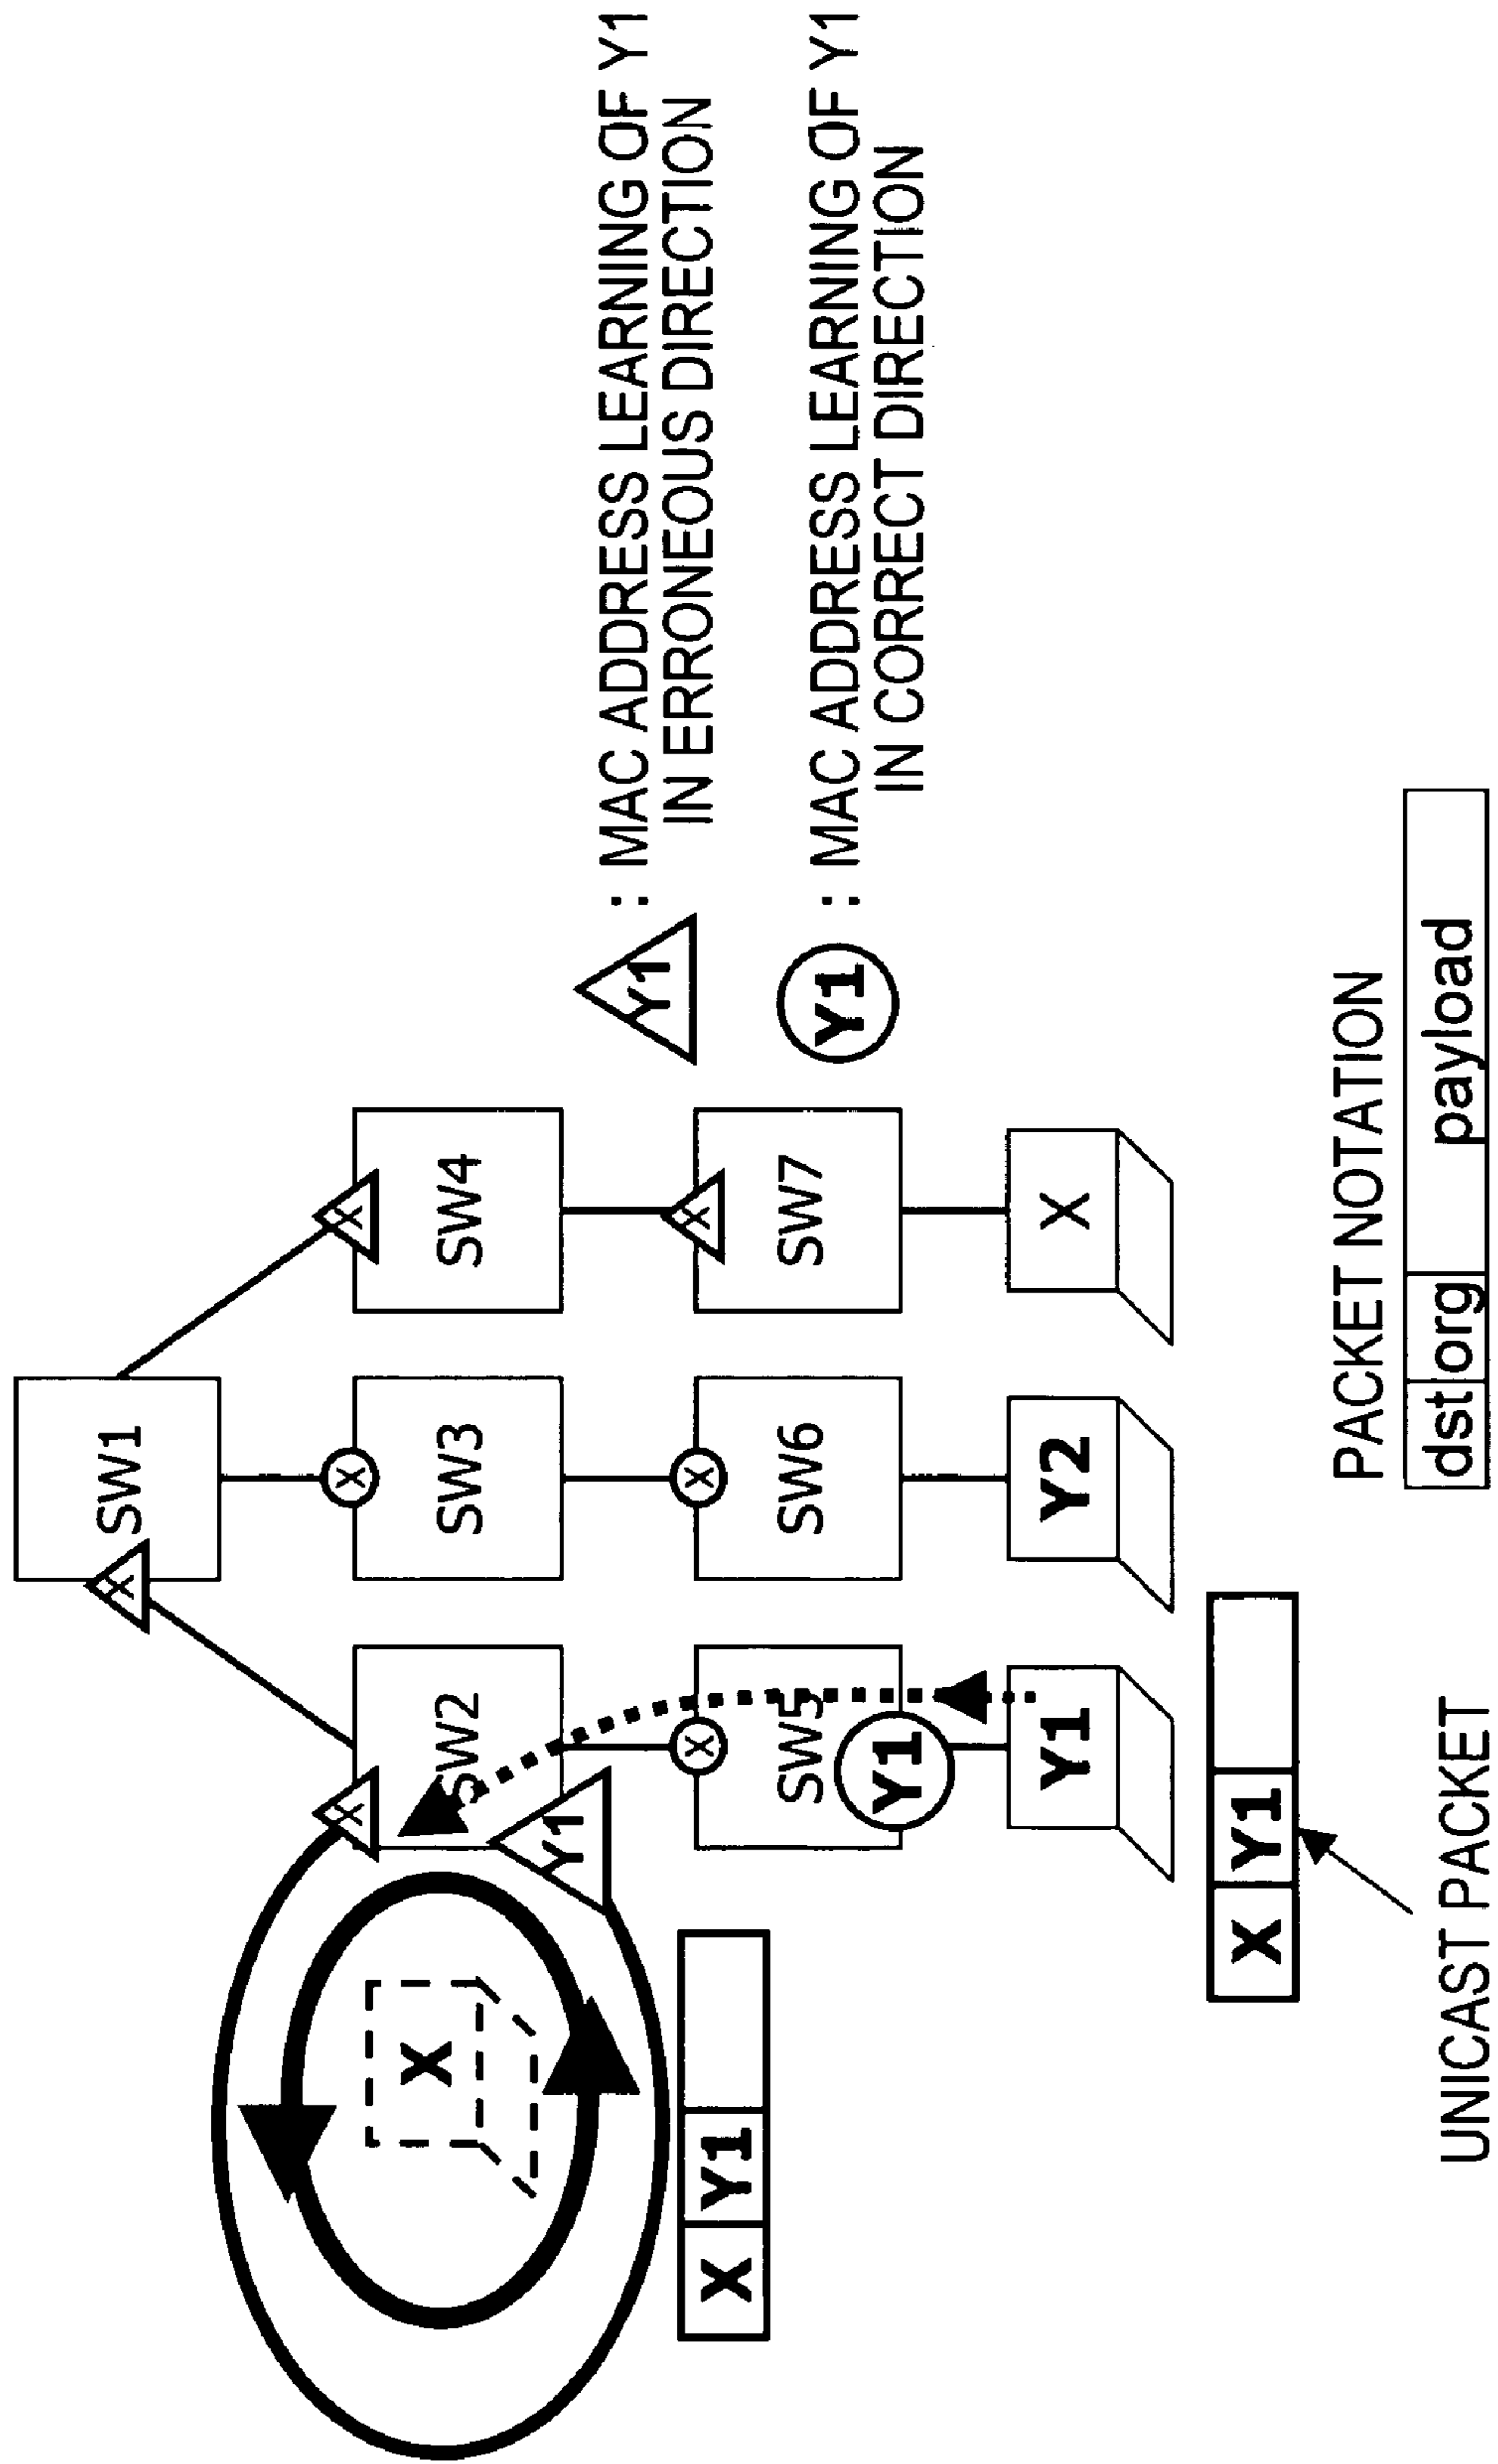 SW1
X
X
SW2
X
SW3
X
SW4
X
Y1
X
SW5
X
SW6
X
SW7
Y1
Y1
Y2
X
X Y1
X Y1
UNICAST PACKET
Y1 : MAC ADDRESS LEARNING OF Y1
IN ERRONEOUS DIRECTION
Y1 : MAC ADDRESS LEARNING OF Y1
IN CORRECT DIRECTION
PACKET NOTATION
dst org payload